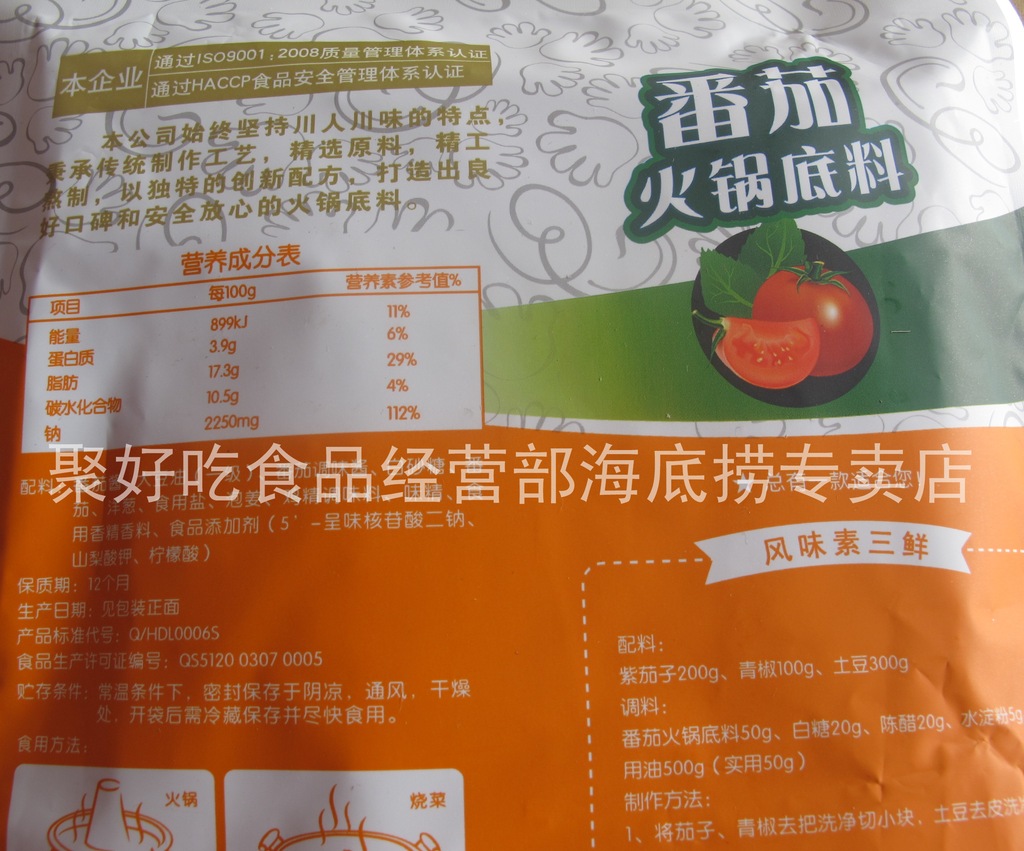 本企业
通过ISO9001:2008质量管理体系认证
通过HACCP食品安全管理体系认证
本公司始终坚持川人川味的特点，
秉承传统制作工艺，精选原料，精工
熬制，以独特的创新配方，打造出良
好口碑和安全放心的火锅底料。
番茄
火锅底料
营养成分表
项目 每100g 营养素参考值%
能量 899kJ 11%
蛋白质 3.9g 6%
脂肪 17.3g 29%
碳水化合物 10.5g 4%
钠 2250mg 112%
聚好吃食品经营部海底捞专卖店
配料：
茄、洋葱、食用盐、泡姜、
用香精香料、食品添加剂（5’-呈味核苷酸二钠、
山梨酸钾、柠檬酸）
保质期：12个月
生产日期：见包装正面
产品标准代号：Q/HDL0006S
食品生产许可证编号：QS5120 0307 0005
贮存条件：常温条件下，密封保存于阴凉，通风，干燥
处，开袋后需冷藏保存并尽快食用。
食用方法：
火锅
烧菜
总有一款适合您！
风味素三鲜
配料：
紫茄子200g、青椒100g、土豆300g
调料：
番茄火锅底料50g、白糖20g、陈醋20g、水淀粉5g
用油500g（实用50g）
制作方法：
1、将茄子、青椒去把洗净切小块，土豆去皮洗